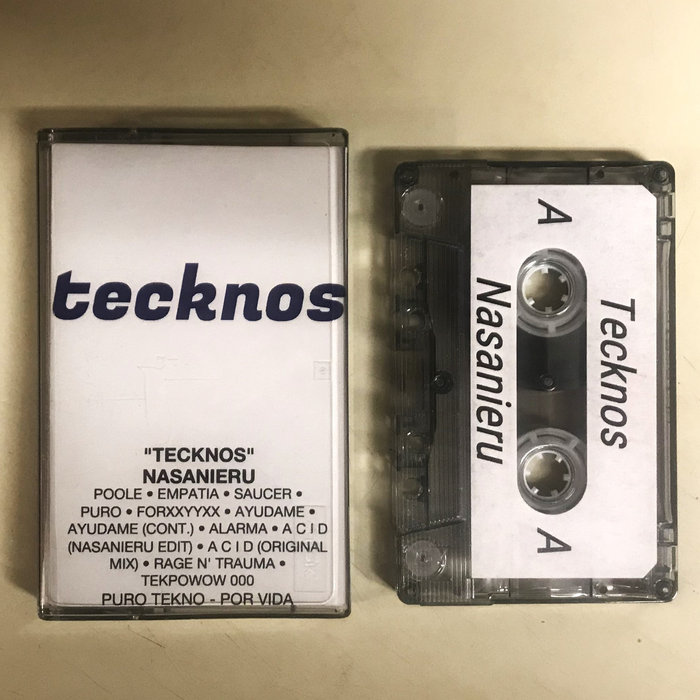 tecknos
"TECKNOS"
NASANIERU
POOLE • EMPATIA • SAUCER •
PURO • FORXXYYXX • AYUDAME •
AYUDAME (CONT.) • ALARMA • A C I D
(NASANIERU EDIT) • A C I D (ORIGINAL
MIX) • RAGE N' TRAUMA •
TEKPOWOW 000
PURO TEKNO - POR VIDA
A
Tecknos
Nasanieru
A